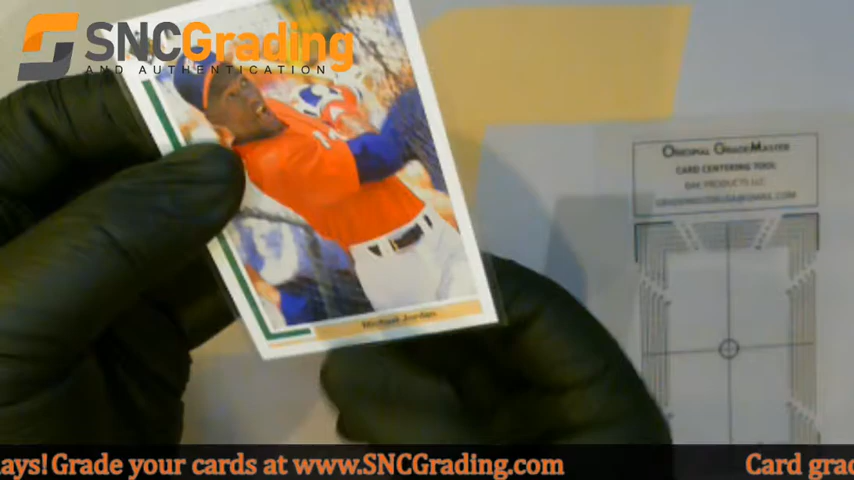 SNCGrading
AND AUTHENTICATION
Michael Jordan
ORIGINAL GRADEMASTER
CARD CENTERING TOOL
ays! Grade your cards at www.SNCGrading.com
Card grad